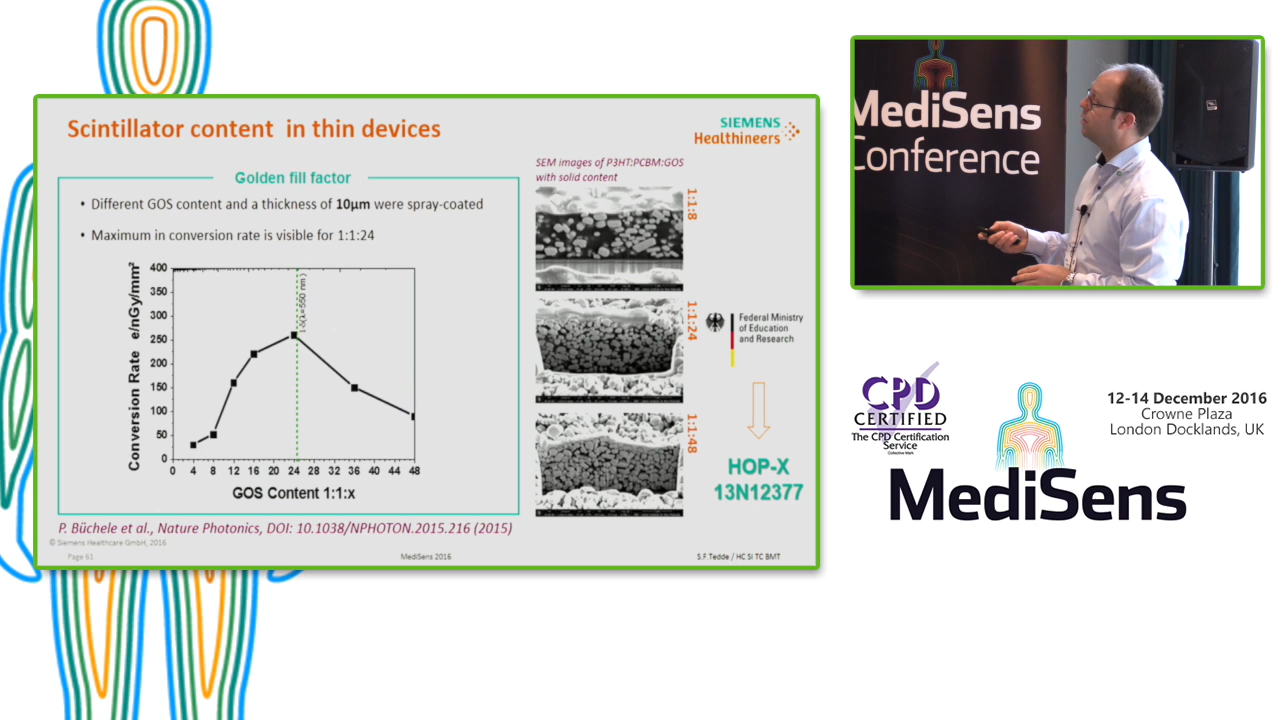 Scintillator content in thin devices
SIEMENS
Healthineers
Golden fill factor
• Different GOS content and a thickness of 10µm were spray-coated
• Maximum in conversion rate is visible for 1:1:24
Conversion Rate e/nGy/mm²
400
350
300
250
200
150
100
50
0
0 4 8 12 16 20 24 28 32 36 40 44 48
GOS Content 1:1:x
SEM images of P3HT:PCBM:GOS
with solid content
1:1:8
1:1:24
1:1:48
Federal Ministry
of Education
and Research
HOP-X
13N12377
P. Büchele et al., Nature Photonics, DOI: 10.1038/NPHOTON.2015.216 (2015)
© Siemens Healthcare GmbH, 2016
Page 61
MediSens 2016
S.F.Tedde / HC SI TC BMT
MediSens
Conference
CPD
CERTIFIED
The CPD Certification
Service
Collective Mark
12-14 December 2016
Crowne Plaza
London Docklands, UK
MediSens